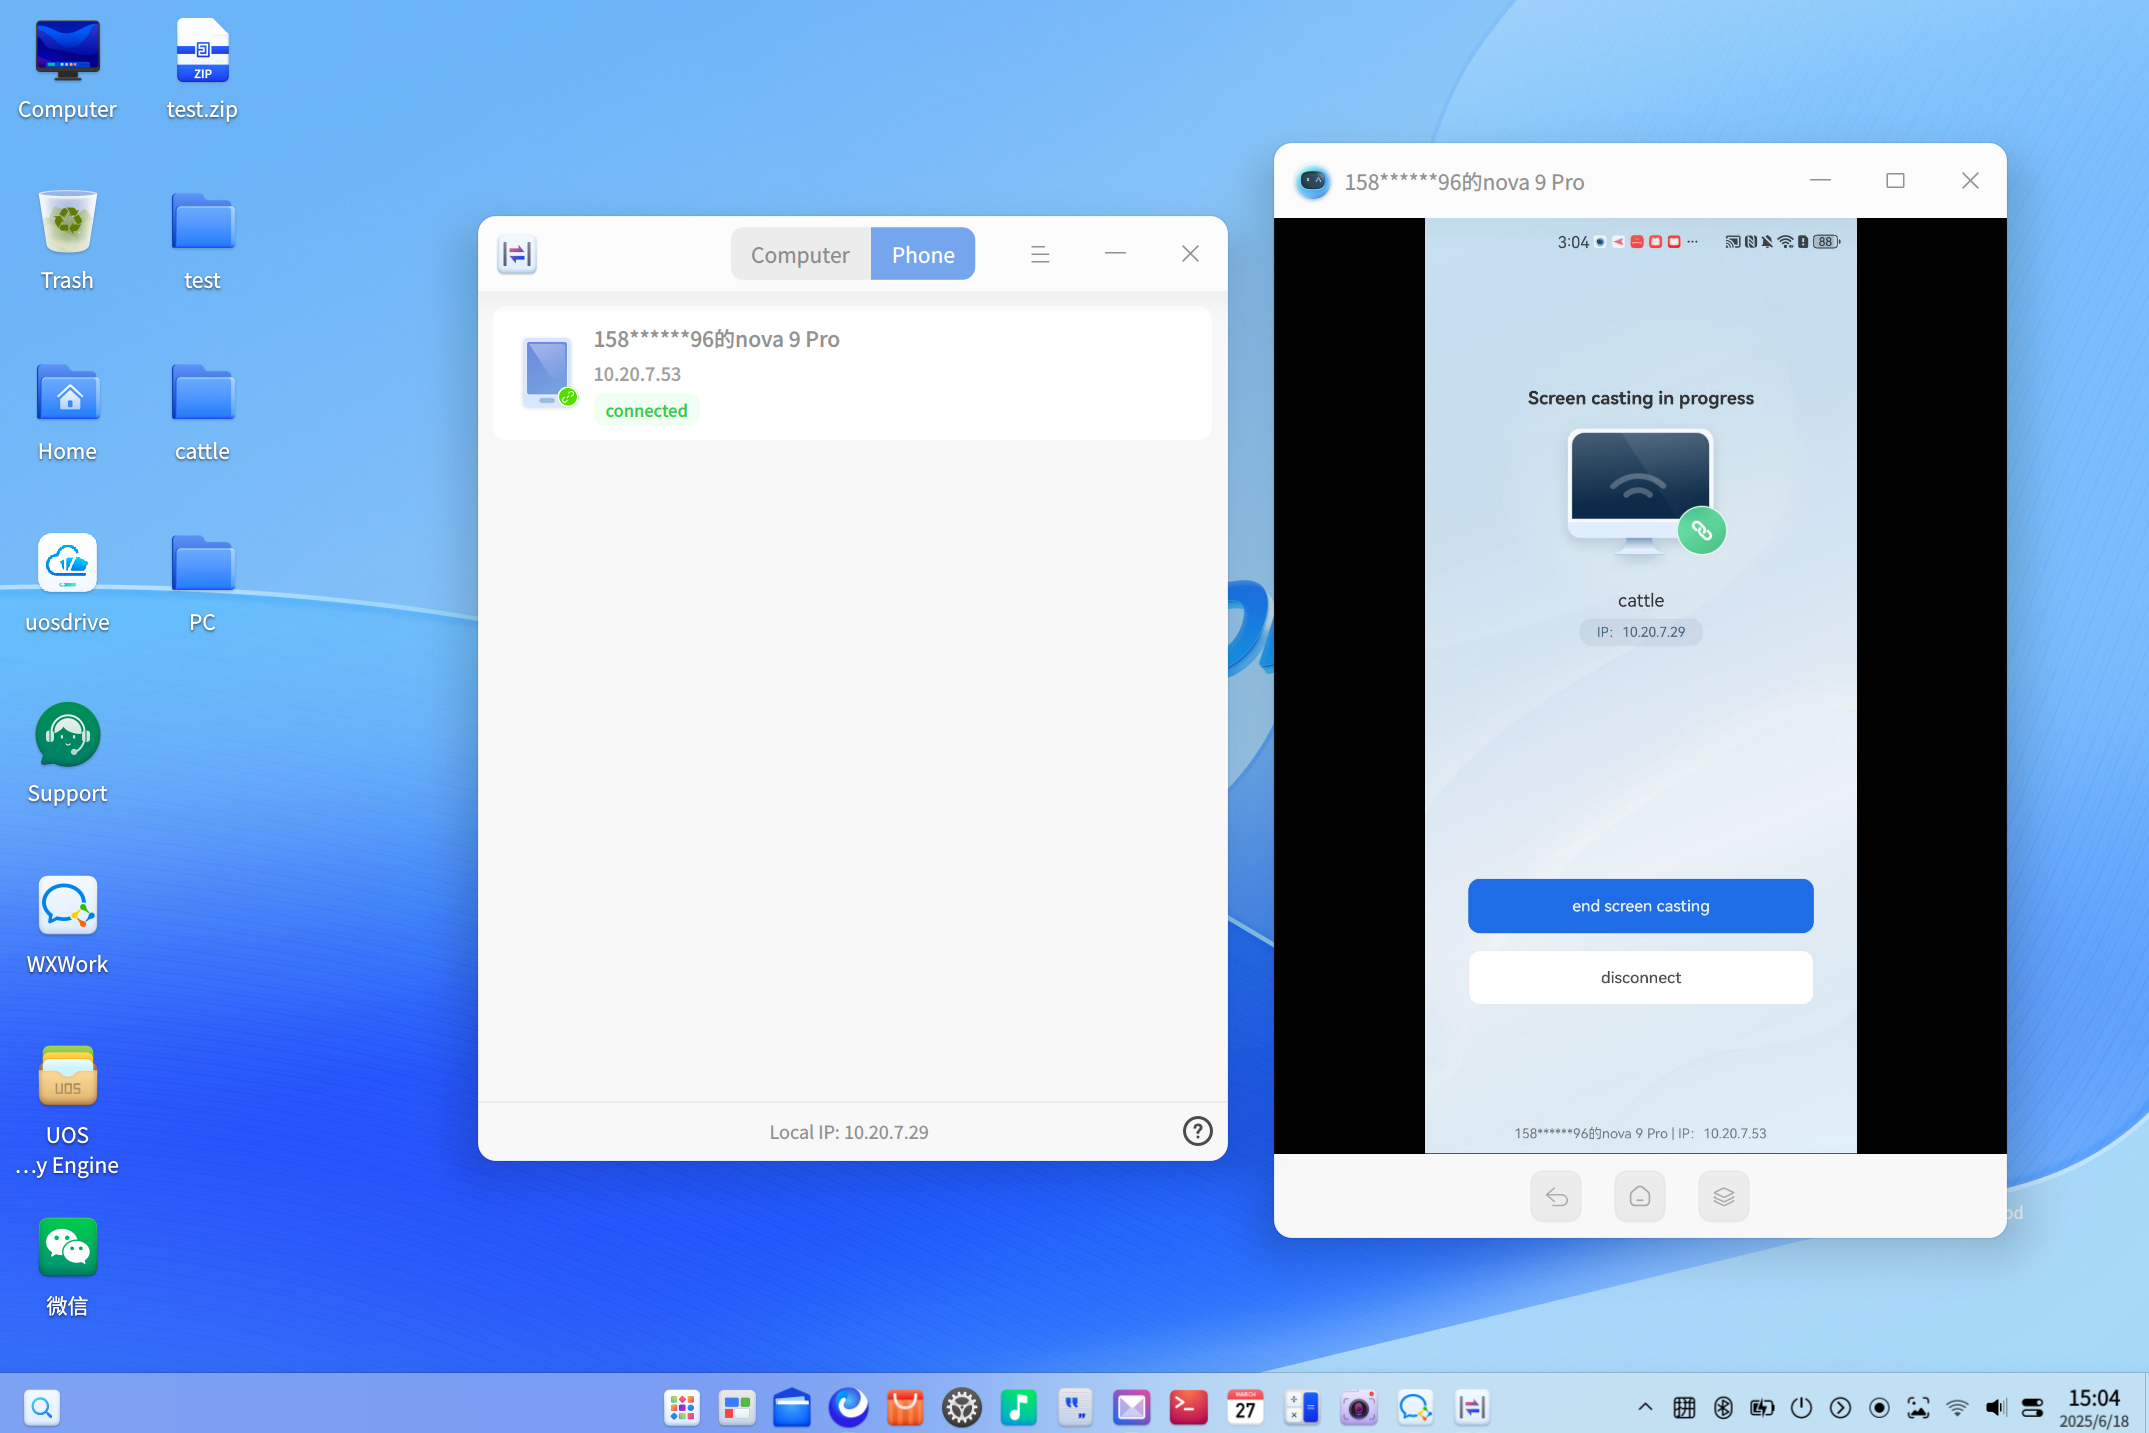 Computer
test.zip
ZIP
Trash
test
Home
cattle
uosdrive
PC
Support
WXWork
UOS
UOS
...y Engine
微信
Computer
Phone
158******96的nova 9 Pro
10.20.7.53
connected
Local IP: 10.20.7.29
?
158******96的nova 9 Pro
3:04
88
Screen casting in progress
cattle
IP: 10.20.7.29
end screen casting
disconnect
158******96的nova 9 Pro | IP: 10.20.7.53
od
MARCH
27
15:04
2025/6/18